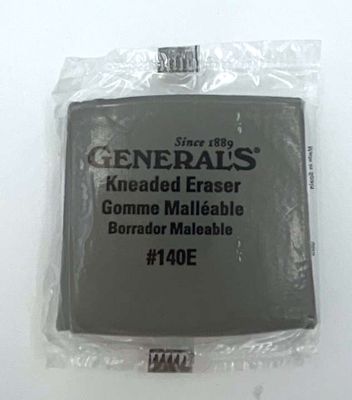 Since 1889
GENERAL'S®
Kneaded Eraser
Gomme Malléable
Borrador Maleable
#140E